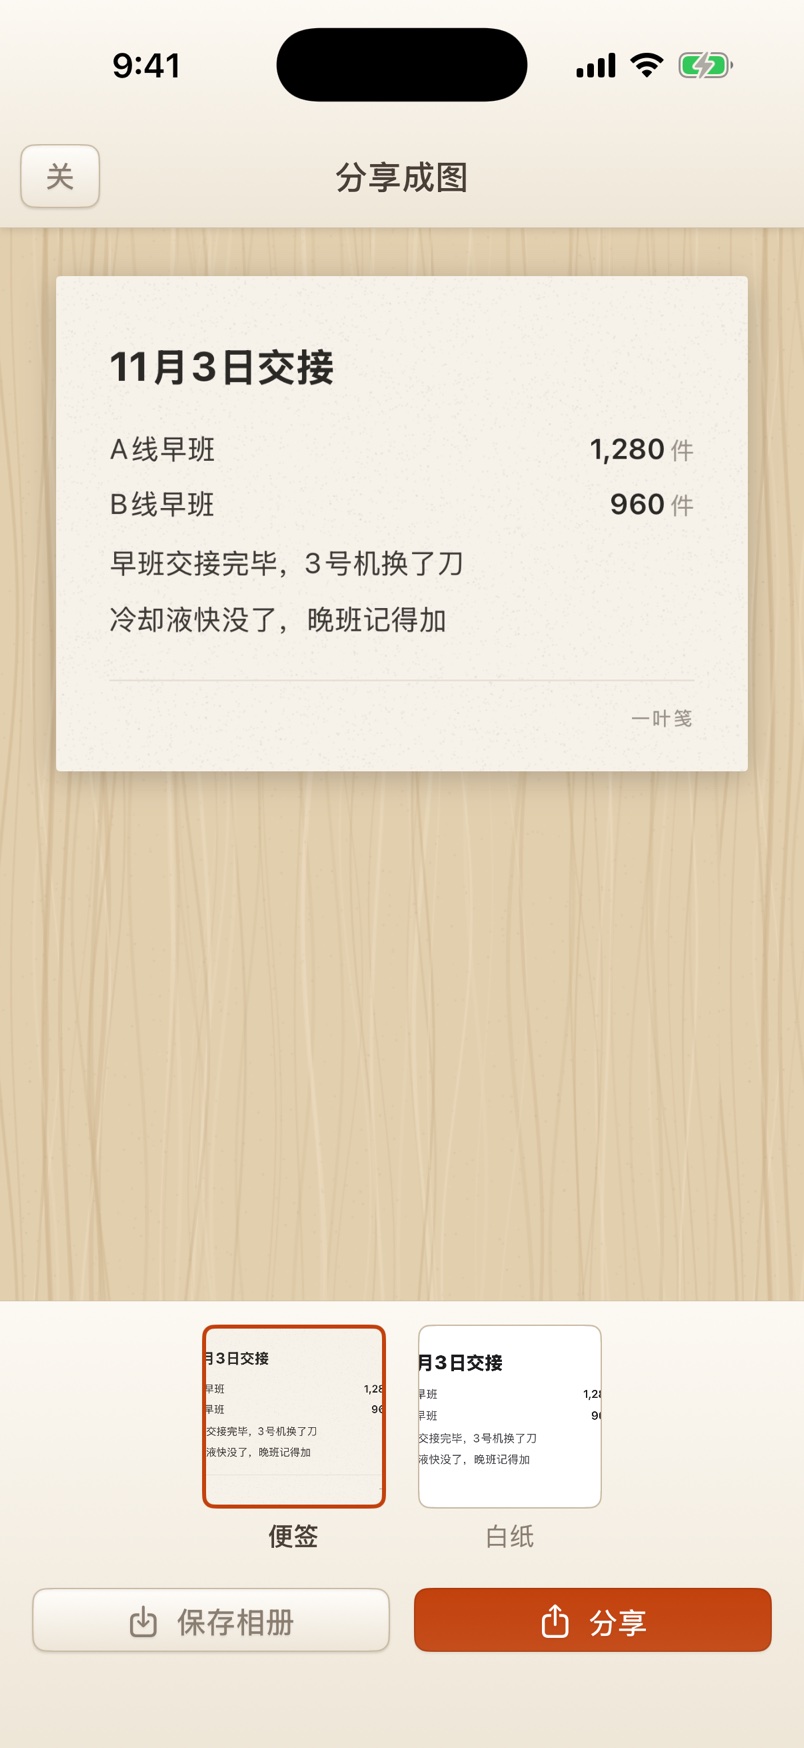 9:41
关
分享成图
11月3日交接
A线早班 1,280 件
B线早班 960 件
早班交接完毕，3号机换了刀
冷却液快没了，晚班记得加
一叶笺
月3日交接
早班 1,28
早班 96
交接完毕，3号机换了刀
液快没了，晚班记得加
便签
月3日交接
早班 1,28
早班 96
交接完毕，3号机换了刀
液快没了，晚班记得加
白纸
保存相册
分享